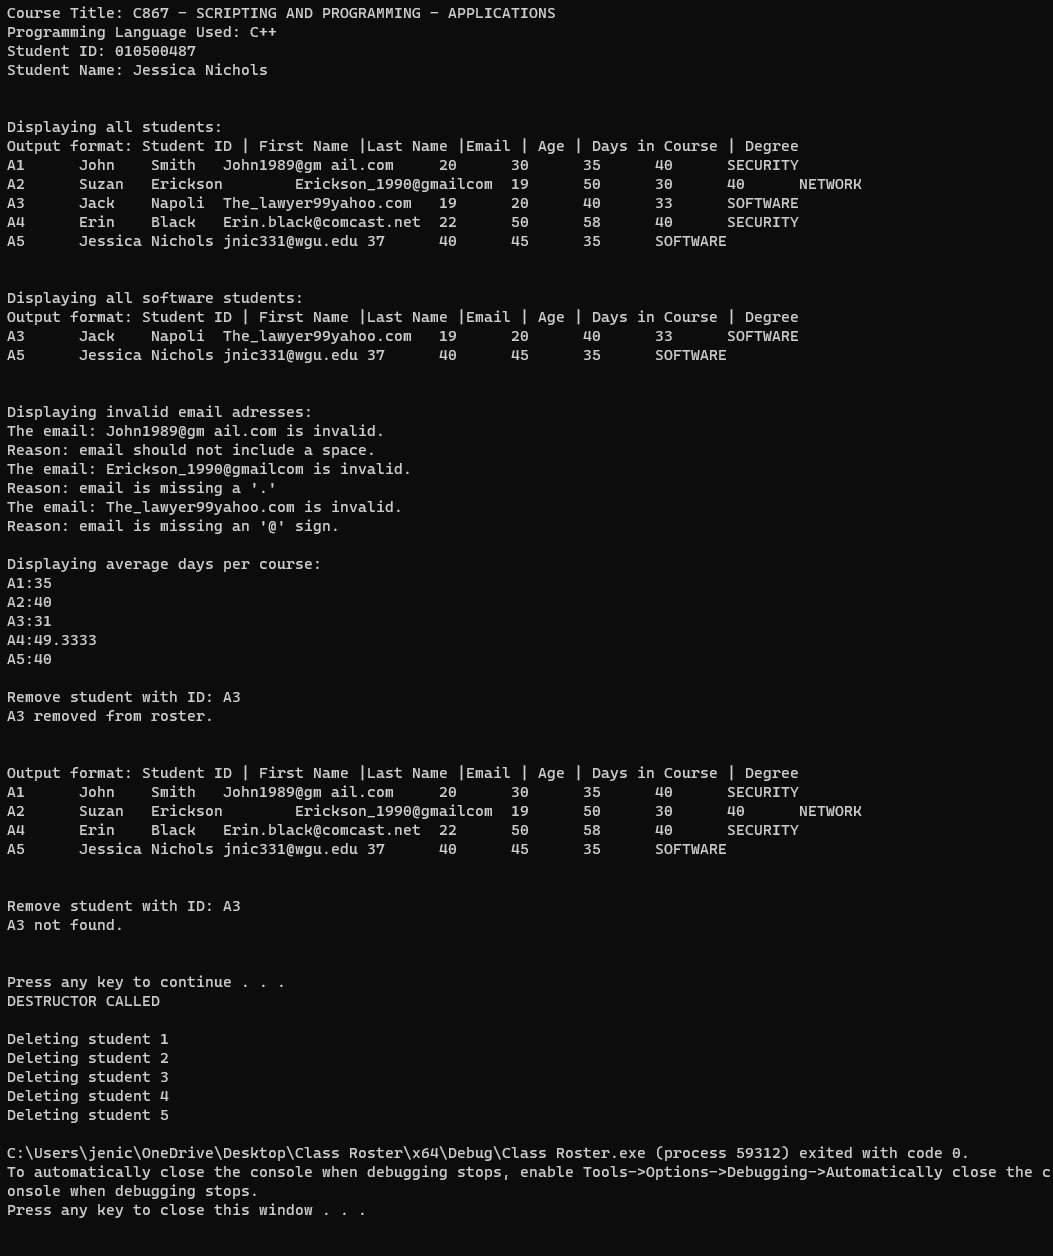 Course Title: C867 - SCRIPTING AND PROGRAMMING - APPLICATIONS
Programming Language Used: C++
Student ID: 010500487
Student Name: Jessica Nichols
Displaying all students:
Output format: Student ID | First Name |Last Name |Email | Age | Days in Course | Degree
A1      John    Smith   John1989@gm ail.com     20      30      35      40      SECURITY
A2      Suzan   Erickson        Erickson_1990@gmailcom  19      50      30      40      NETWORK
A3      Jack    Napoli  The_lawyer99yahoo.com   19      20      40      33      SOFTWARE
A4      Erin    Black   Erin.black@comcast.net  22      50      58      40      SECURITY
A5      Jessica Nichols jnic331@wgu.edu 37      40      45      35      SOFTWARE
Displaying all software students:
Output format: Student ID | First Name |Last Name |Email | Age | Days in Course | Degree
A3      Jack    Napoli  The_lawyer99yahoo.com   19      20      40      33      SOFTWARE
A5      Jessica Nichols jnic331@wgu.edu 37      40      45      35      SOFTWARE
Displaying invalid email adresses:
The email: John1989@gm ail.com is invalid.
Reason: email should not include a space.
The email: Erickson_1990@gmailcom is invalid.
Reason: email is missing a '.'
The email: The_lawyer99yahoo.com is invalid.
Reason: email is missing an '@' sign.
Displaying average days per course:
A1:35
A2:40
A3:31
A4:49.3333
A5:40
Remove student with ID: A3
A3 removed from roster.
Output format: Student ID | First Name |Last Name |Email | Age | Days in Course | Degree
A1      John    Smith   John1989@gm ail.com     20      30      35      40      SECURITY
A2      Suzan   Erickson        Erickson_1990@gmailcom  19      50      30      40      NETWORK
A4      Erin    Black   Erin.black@comcast.net  22      50      58      40      SECURITY
A5      Jessica Nichols jnic331@wgu.edu 37      40      45      35      SOFTWARE
Remove student with ID: A3
A3 not found.
Press any key to continue . . .
DESTRUCTOR CALLED
Deleting student 1
Deleting student 2
Deleting student 3
Deleting student 4
Deleting student 5
C:\Users\jenic\OneDrive\Desktop\Class Roster\x64\Debug\Class Roster.exe (process 59312) exited with code 0.
To automatically close the console when debugging stops, enable Tools->Options->Debugging->Automatically close the c
onsole when debugging stops.
Press any key to close this window . . .